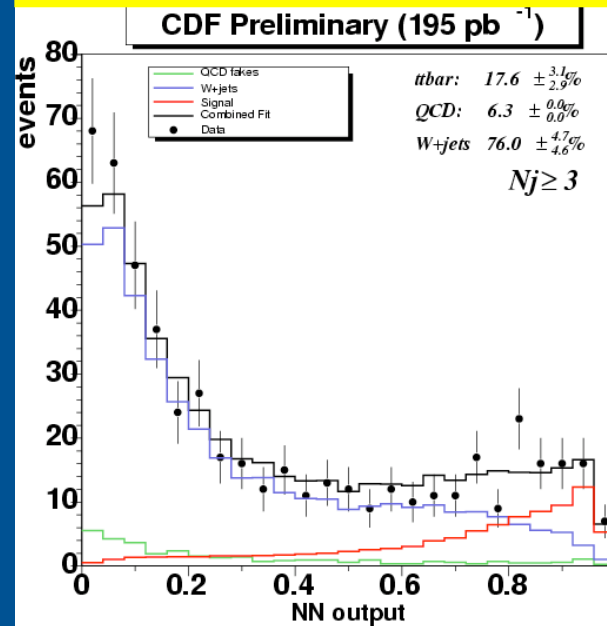 CDF Preliminary (195 pb -1)
events
80
70
60
50
40
30
20
10
0
QCD fakes
W+jets
Signal
Combined Fit
Data
ttbar: 17.6 ± 3.1 2.9 %
QCD: 6.3 ± 0.0 0.0 %
W+jets 76.0 ± 4.7 4.6 %
Nj ≥ 3
0 0.2 0.4 0.6 0.8
NN output